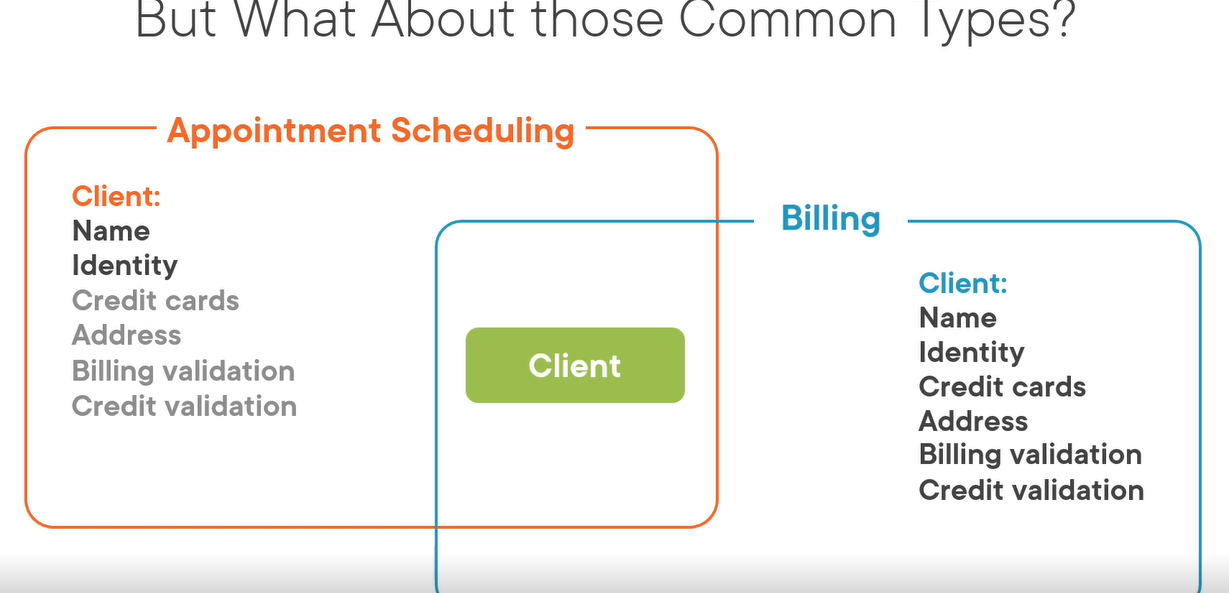 But What About those Common Types?
Appointment Scheduling
Client:
Name
Identity
Credit cards
Address
Billing validation
Credit validation
Client
Billing
Client:
Name
Identity
Credit cards
Address
Billing validation
Credit validation